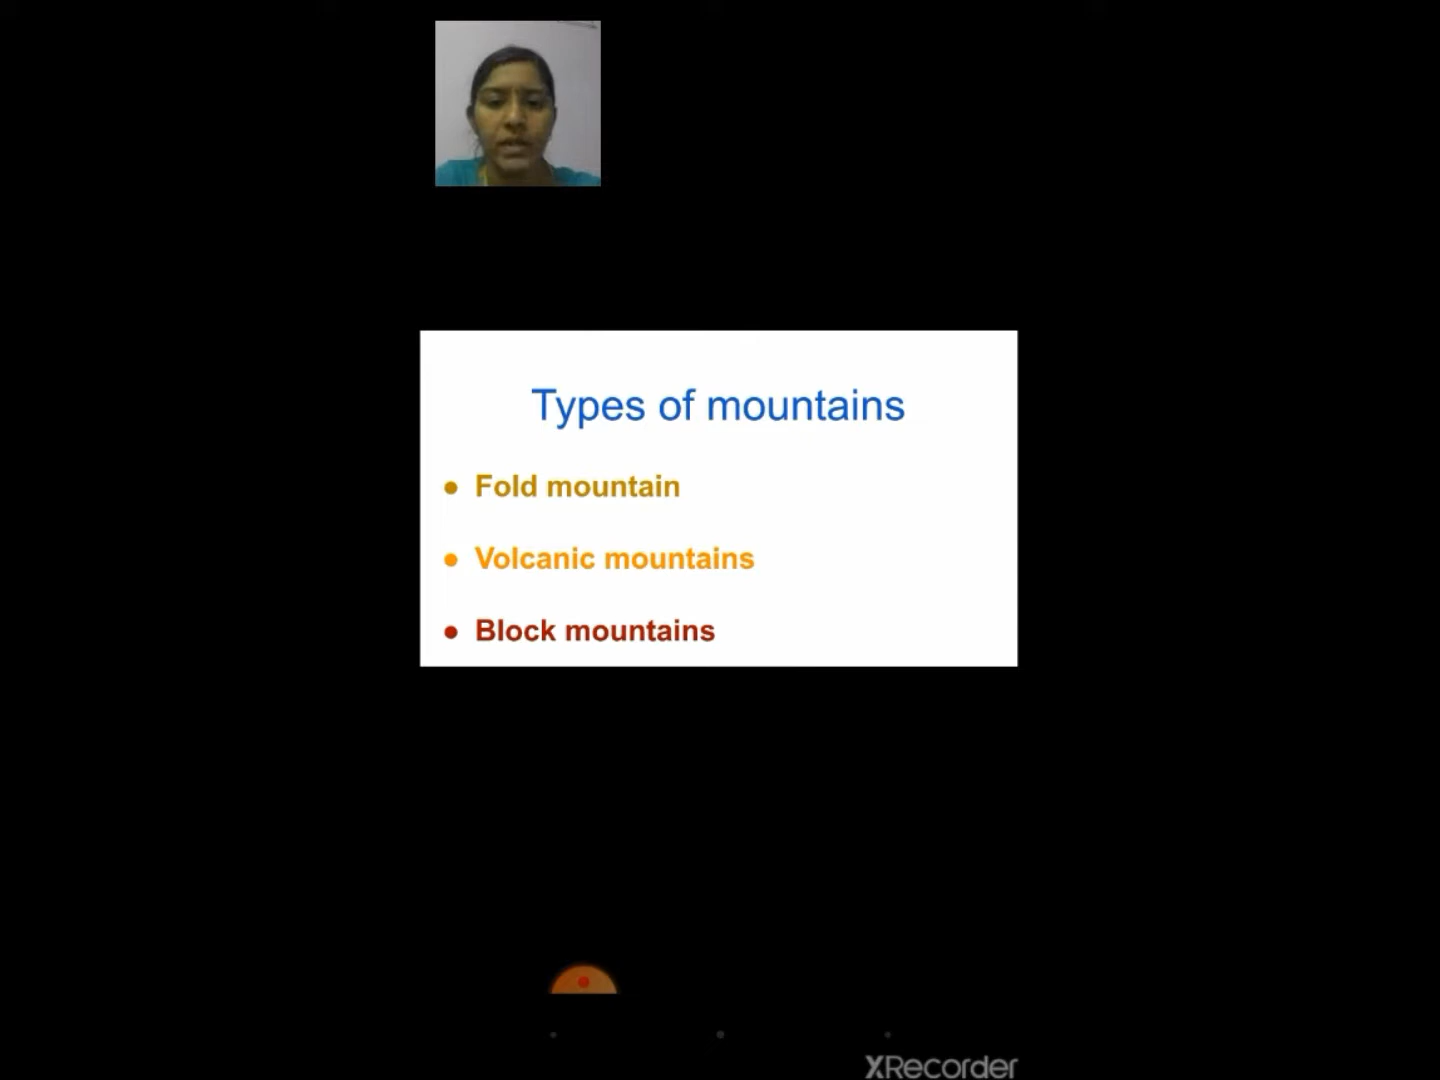 Types of mountains
● Fold mountain
● Volcanic mountains
● Block mountains
XRecorder